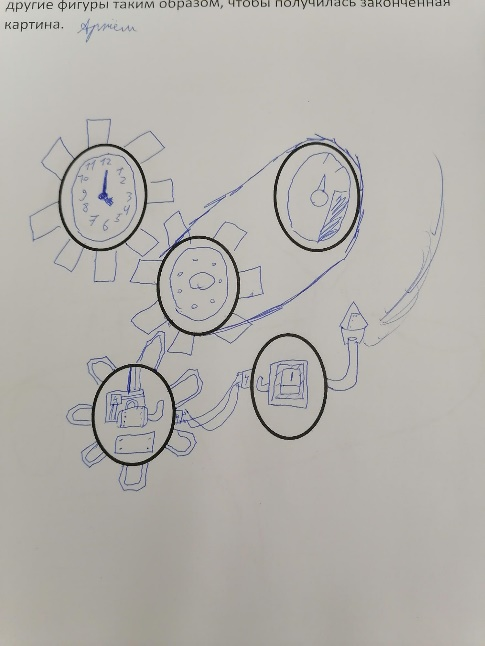 другие фигуры таким образом, чтобы получилась законченная
картина. Артём
11 12 1
10 2
9 3
8 4
7 6 5